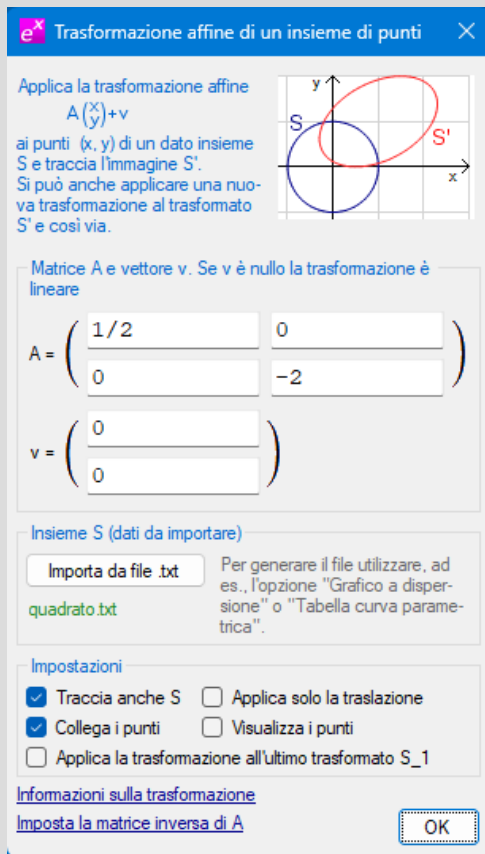 eˣ Trasformazione affine di un insieme di punti
Applica la trasformazione affine
A(x y)+v
ai punti (x, y) di un dato insieme
S e traccia l'immagine S'.
Si può anche applicare una nuo-
va trasformazione al trasformato
S' e così via.
y
S
S'
x
Matrice A e vettore v. Se v è nullo la trasformazione è
lineare
A = ( 1/2 0
0 -2 )
v = ( 0
0 )
Insieme S (dati da importare)
Importa da file .txt
quadrato.txt
Per generare il file utilizzare, ad
es., l'opzione "Grafico a disper-
sione" o "Tabella curva parame-
trica".
Impostazioni
Traccia anche S Applica solo la traslazione
Collega i punti Visualizza i punti
Applica la trasformazione all'ultimo trasformato S_1
Informazioni sulla trasformazione
Imposta la matrice inversa di A
OK